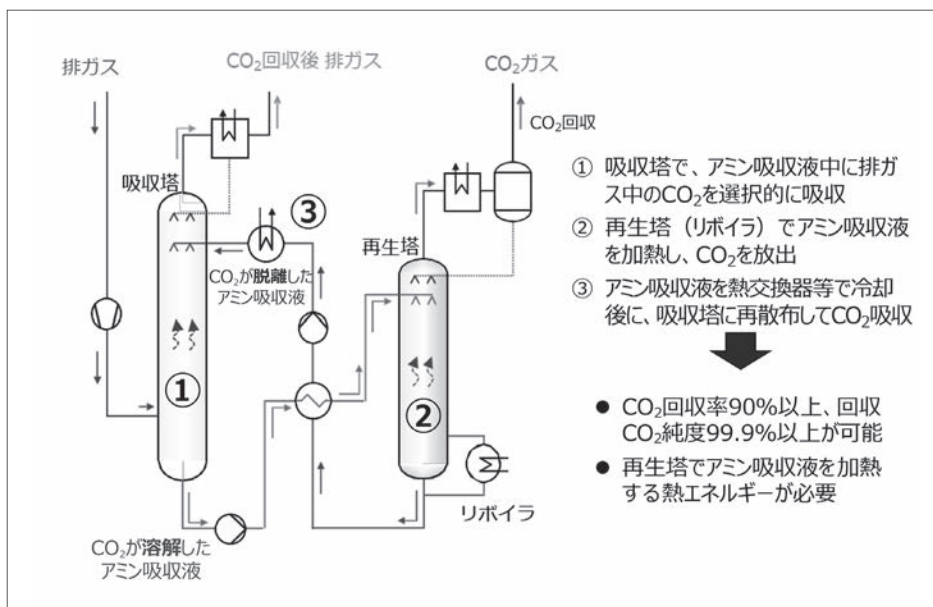 排ガス
CO₂回収後 排ガス
CO₂ガス
CO₂回収
吸収塔
③
再生塔
CO₂が脱離した
アミン吸収液
①
②
リボイラ
CO₂が溶解した
アミン吸収液
① 吸収塔で、アミン吸収液中に排ガ
ス中のCO₂を選択的に吸収
② 再生塔（リボイラ）でアミン吸収液
を加熱し、CO₂を放出
③ アミン吸収液を熱交換器等で冷却
後に、吸収塔に再散布してCO₂吸収
● CO₂回収率90%以上、回収
CO₂純度99.9%以上が可能
● 再生塔でアミン吸収液を加熱
する熱エネルギーが必要